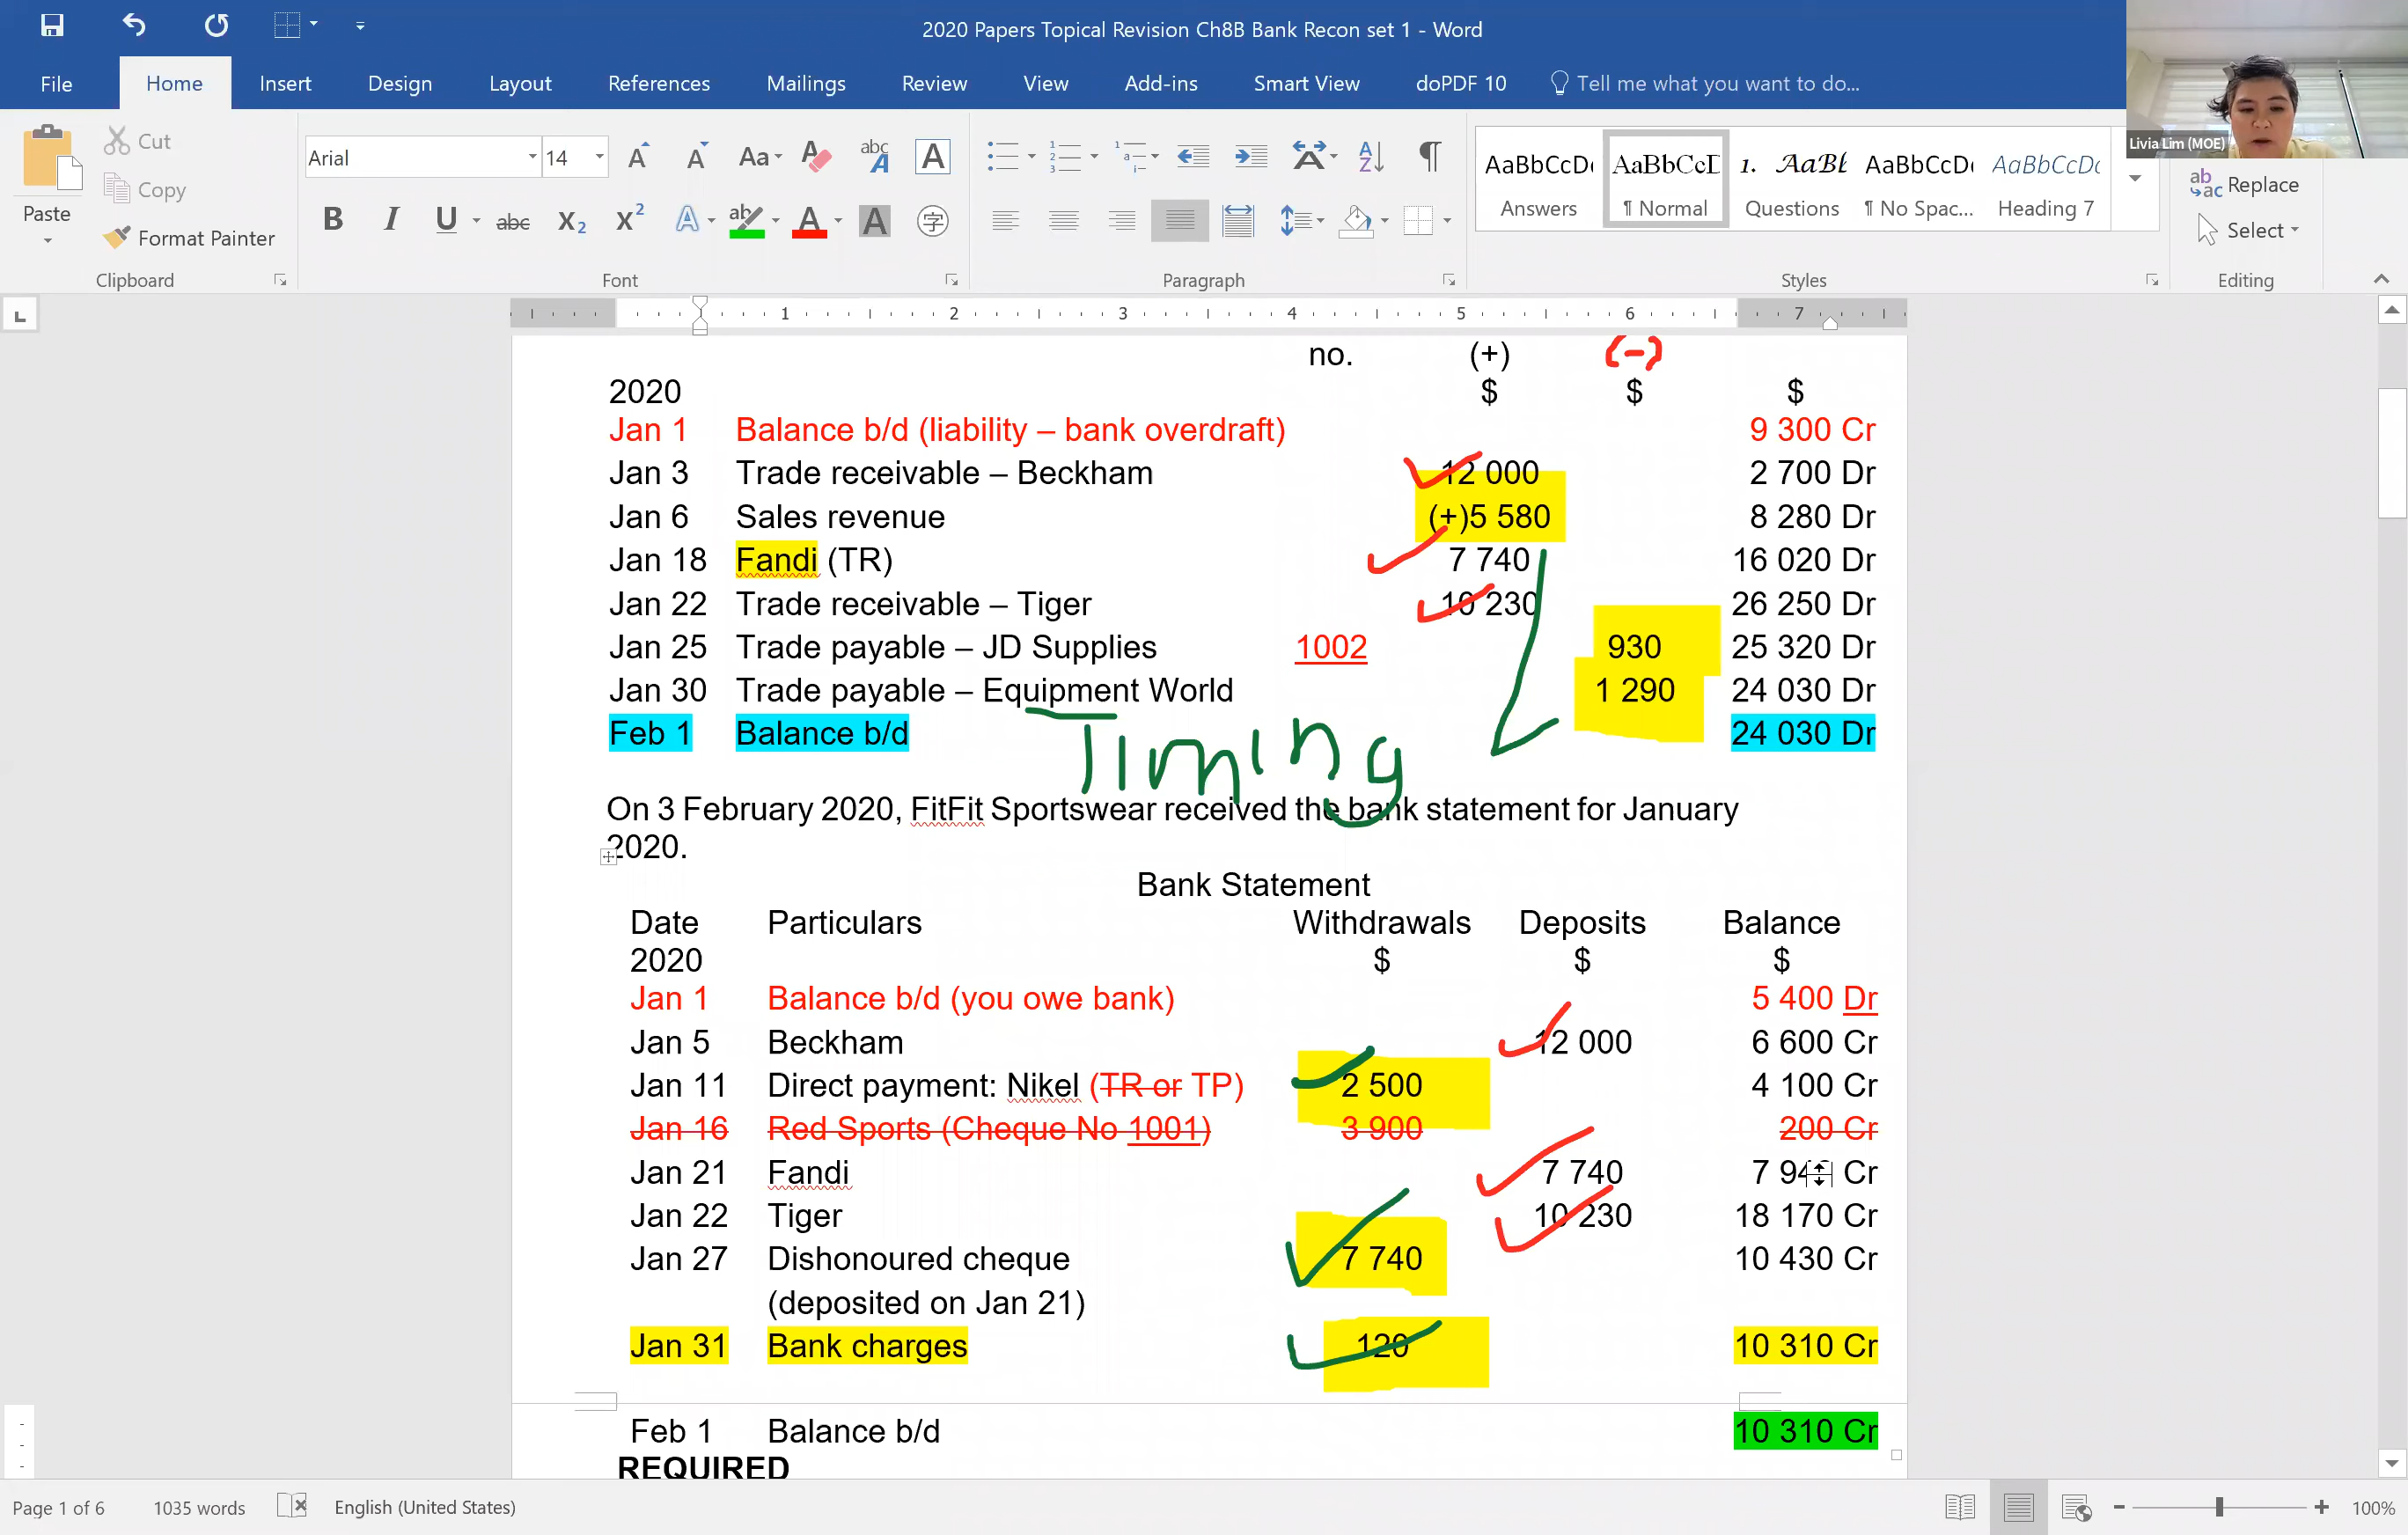 2020 Papers Topical Revision Ch8B Bank Recon set 1 - Word
File Home Insert Design Layout References Mailings Review View Add-ins Smart View doPDF 10 Tell me what you want to do...
Livia Lim (MOE)
Paste
Cut
Copy
Format Painter
Clipboard
Arial 14
Font
Paragraph
AaBbCcDc AaBbCcD 1. AaBb AaBbCcDc AaBbCcDc
Answers ¶ Normal Questions ¶ No Spac... Heading 7
Styles
Replace
Select
Editing
1 2 3 4 5 6 7
no. (+) (-)
2020 $ $ $
Jan 1 Balance b/d (liability – bank overdraft) 9 300 Cr
Jan 3 Trade receivable – Beckham 12 000 2 700 Dr
Jan 6 Sales revenue (+)5 580 8 280 Dr
Jan 18 Fandi (TR) 7 740 16 020 Dr
Jan 22 Trade receivable – Tiger 10 230 26 250 Dr
Jan 25 Trade payable – JD Supplies 1002 930 25 320 Dr
Jan 30 Trade payable – Equipment World 1 290 24 030 Dr
Feb 1 Balance b/d 24 030 Dr
Timing
On 3 February 2020, FitFit Sportswear received the bank statement for January
2020.
Bank Statement
Date Particulars Withdrawals Deposits Balance
2020 $ $ $
Jan 1 Balance b/d (you owe bank) 5 400 Dr
Jan 5 Beckham 12 000 6 600 Cr
Jan 11 Direct payment: Nikel (TR or TP) 2 500 4 100 Cr
Jan 16 Red Sports (Cheque No 1001) 3 900 200 Cr
Jan 21 Fandi 7 740 7 940 Cr
Jan 22 Tiger 10 230 18 170 Cr
Jan 27 Dishonoured cheque 7 740 10 430 Cr
(deposited on Jan 21)
Jan 31 Bank charges 120 10 310 Cr
Feb 1 Balance b/d 10 310 Cr
REQUIRED
Page 1 of 6 1035 words English (United States) 100%